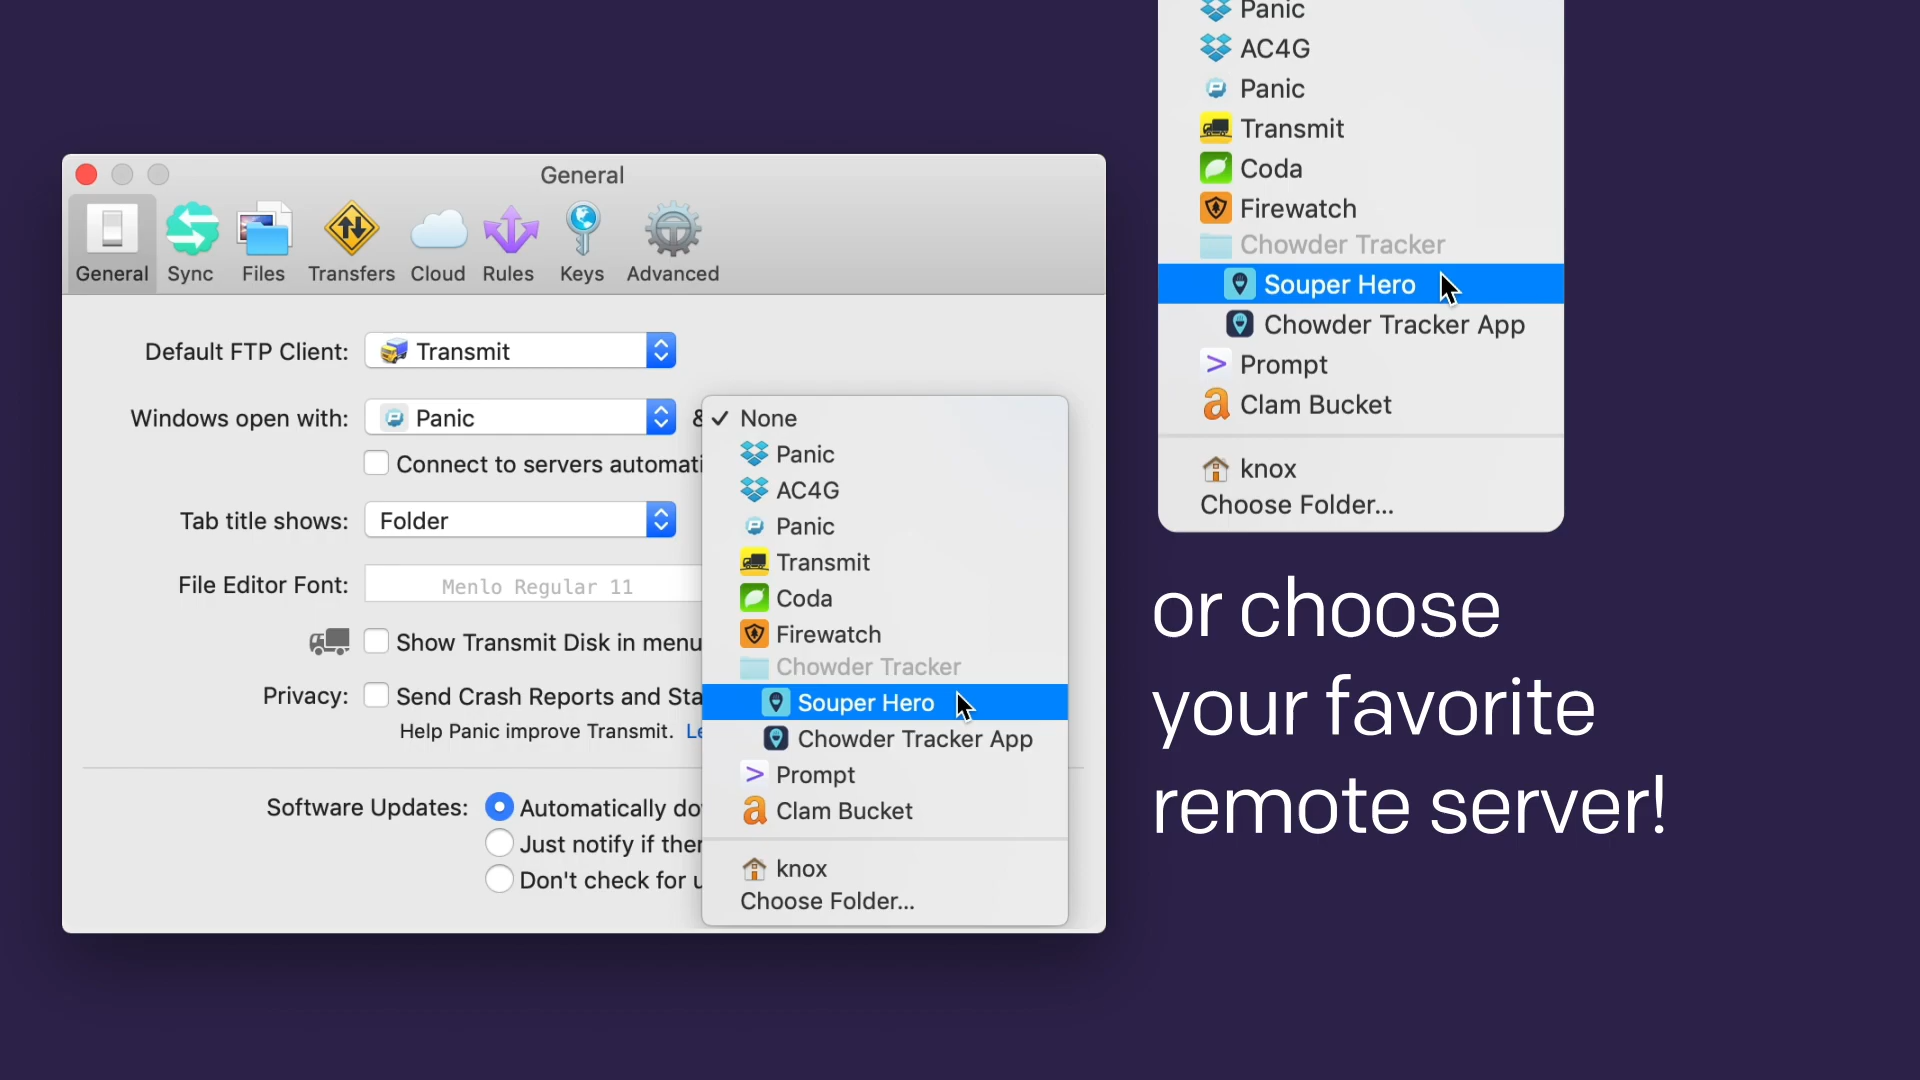 General
General Sync Files Transfers Cloud Rules Keys Advanced
Default FTP Client: Transmit
Windows open with: Panic &
Connect to servers automati
Tab title shows: Folder
File Editor Font: Menlo Regular 11
Show Transmit Disk in menu
Privacy: Send Crash Reports and Sta
Help Panic improve Transmit. Le
Software Updates: Automatically do
Just notify if ther
Don't check for u
None
Panic
AC4G
Panic
Transmit
Coda
Firewatch
Chowder Tracker
Souper Hero
Chowder Tracker App
Prompt
Clam Bucket
knox
Choose Folder...
Panic
AC4G
Panic
Transmit
Coda
Firewatch
Chowder Tracker
Souper Hero
Chowder Tracker App
Prompt
Clam Bucket
knox
Choose Folder...
or choose
your favorite
remote server!